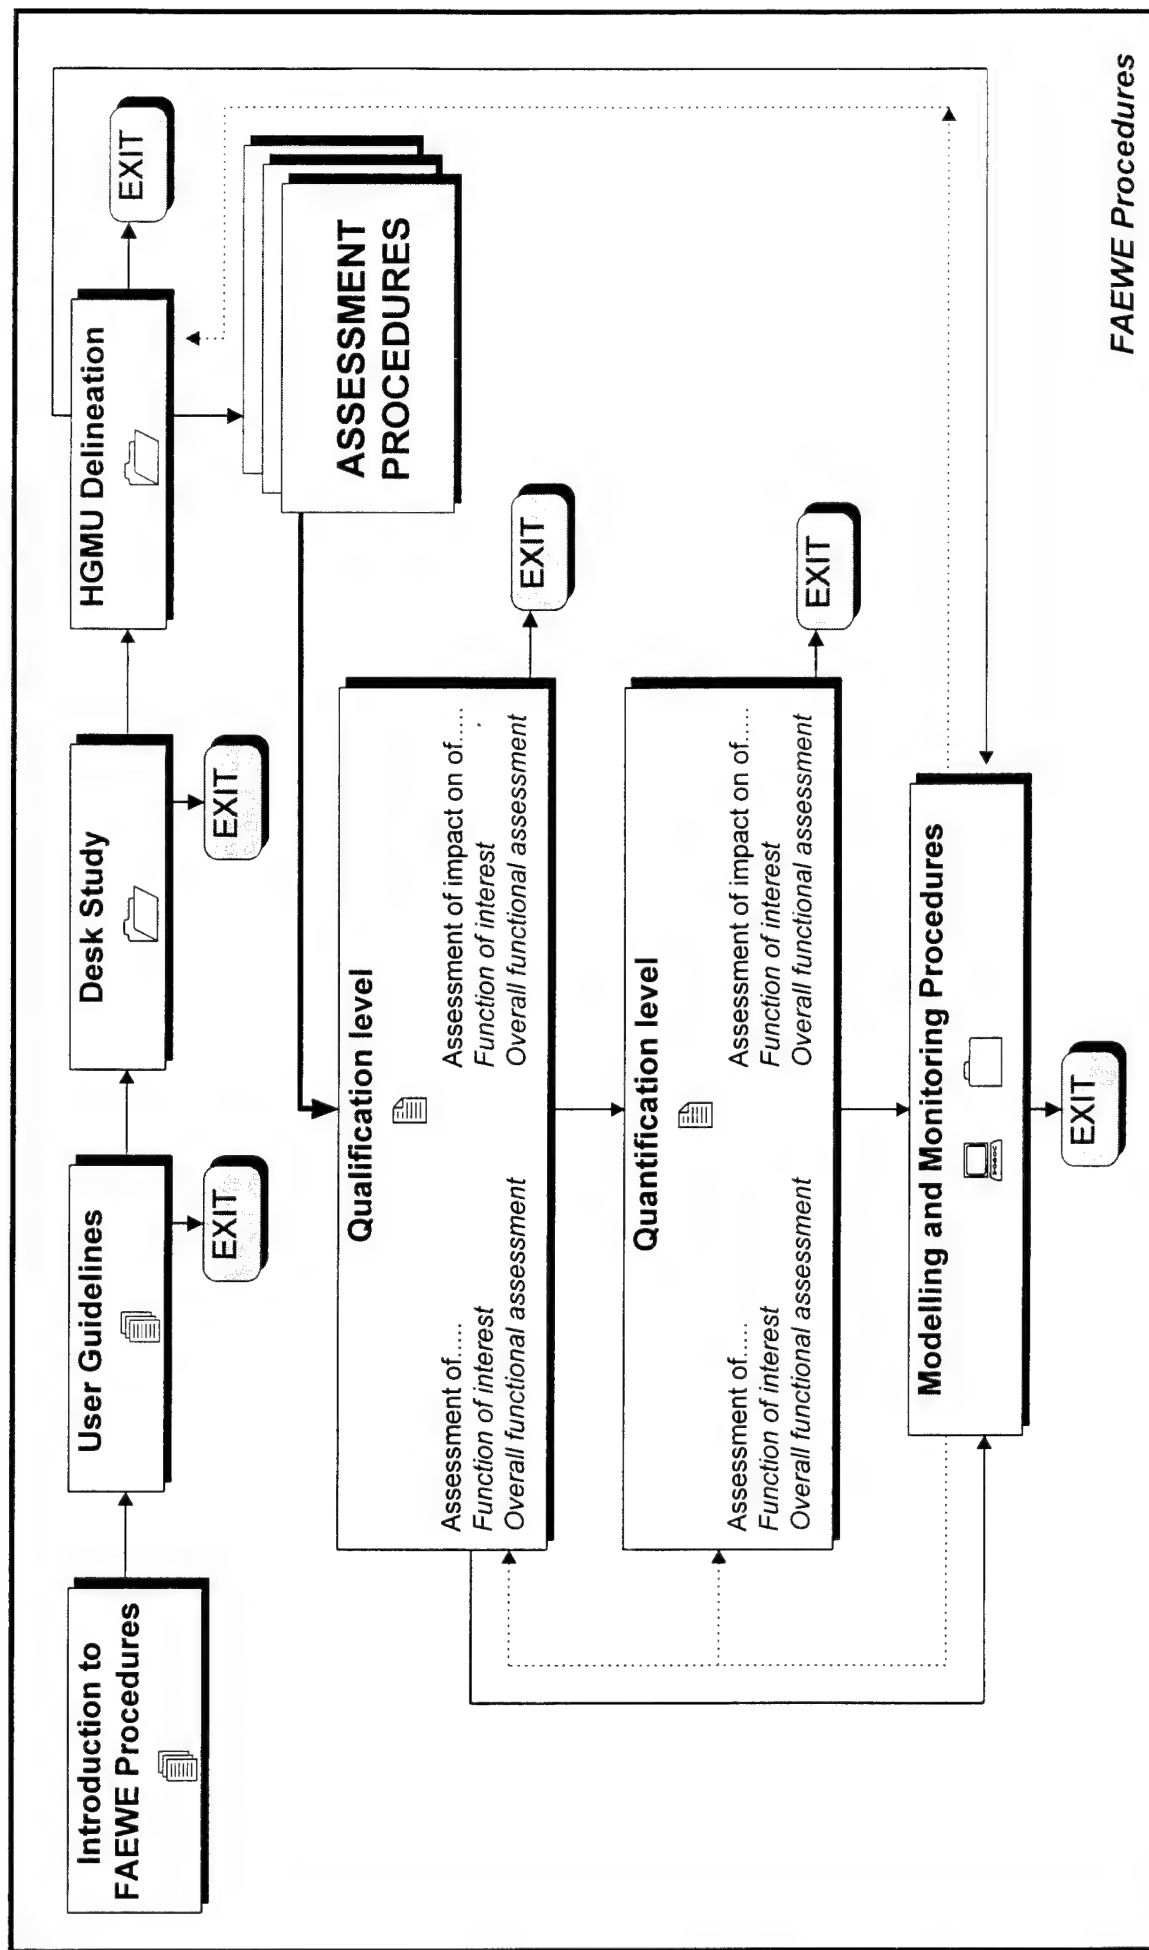 Introduction to
FAEWE Procedures
User Guidelines
EXIT
Desk Study
EXIT
HGMU Delineation
EXIT
ASSESSMENT
PROCEDURES
Qualification level
Assessment of.....
Function of interest
Overall functional assessment
Assessment of impact on of.....
Function of interest
Overall functional assessment
EXIT
Quantification level
Assessment of.....
Function of interest
Overall functional assessment
Assessment of impact on of.....
Function of interest
Overall functional assessment
EXIT
Modelling and Monitoring Procedures
EXIT
FAEWE Procedures